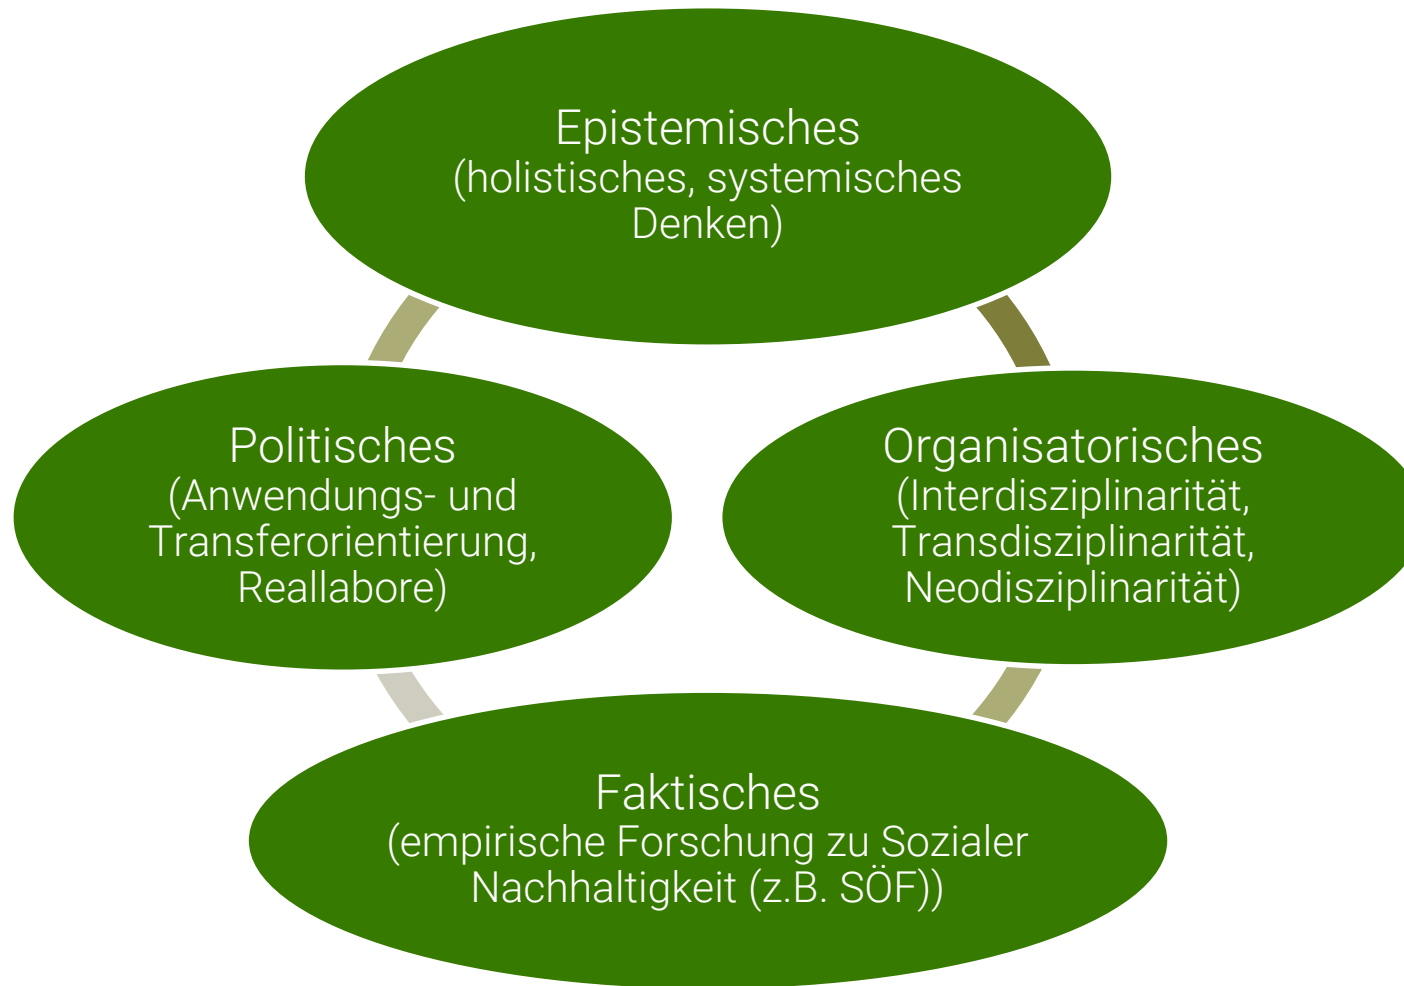 Epistemisches
(holistisches, systemisches
Denken)
Politisches
(Anwendungs- und
Transferorientierung,
Reallabore)
Organisatorisches
(Interdisziplinarität,
Transdisziplinarität,
Neodisziplinarität)
Faktisches
(empirische Forschung zu Sozialer
Nachhaltigkeit (z.B. SÖF))